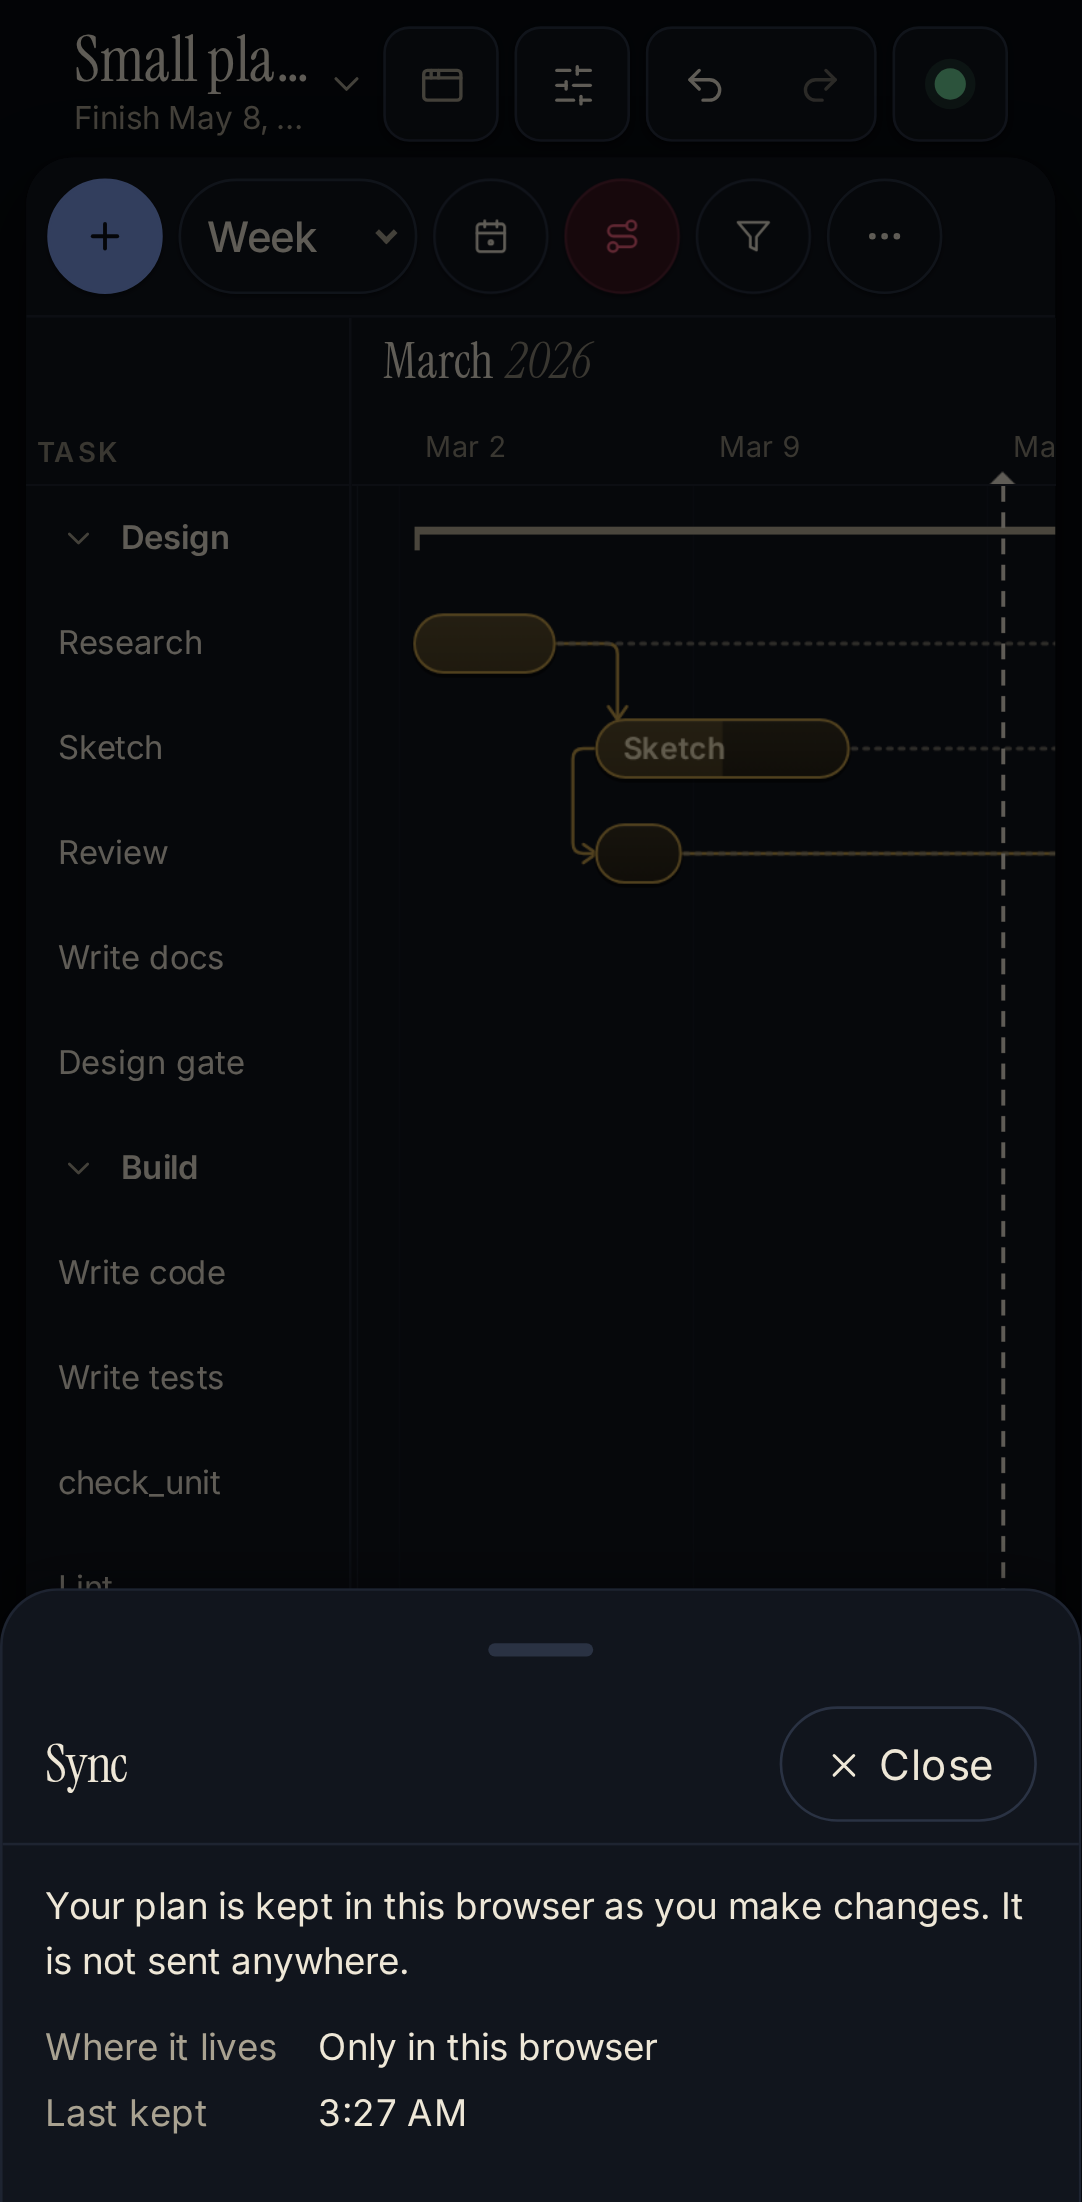 Small pla...
Finish May 8, ...
Week
March 2026
TASK
Mar 2
Mar 9
Ma
Design
Research
Sketch
Sketch
Review
Write docs
Design gate
Build
Write code
Write tests
check_unit
Lint
Sync
Close
Your plan is kept in this browser as you make changes. It
is not sent anywhere.
Where it lives Only in this browser
Last kept 3:27 AM